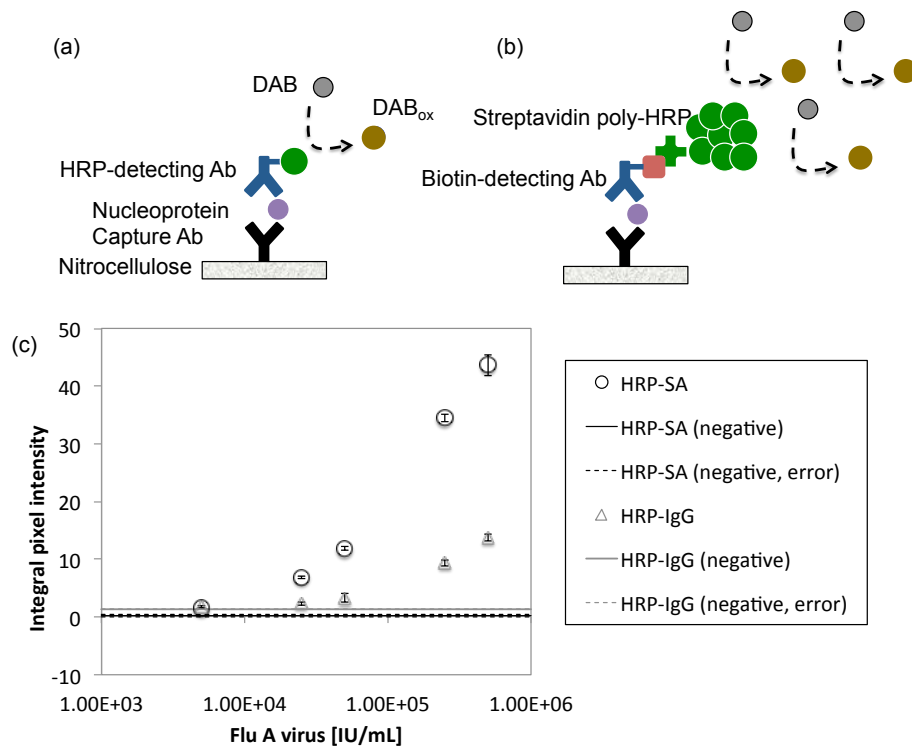 (a)
DAB
DABox
HRP-detecting Ab
Nucleoprotein
Capture Ab
Nitrocellulose
(b)
Streptavidin poly-HRP
Biotin-detecting Ab
(c)
50
40
30
20
10
0
-10
Integral pixel intensity
1.00E+03
1.00E+04
1.00E+05
1.00E+06
Flu A virus [IU/mL]
HRP-SA
HRP-SA (negative)
HRP-SA (negative, error)
HRP-IgG
HRP-IgG (negative)
HRP-IgG (negative, error)